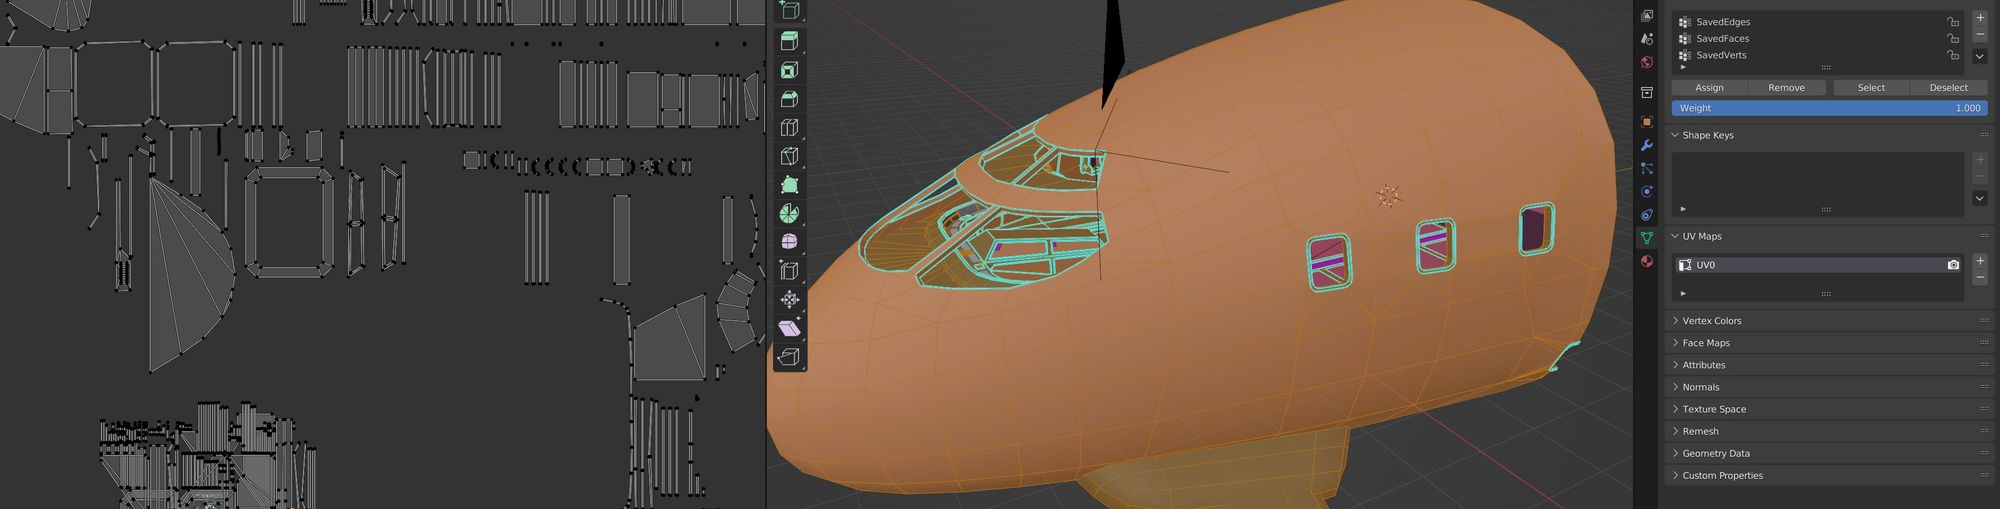 SavedEdges
SavedFaces
SavedVerts
Assign
Remove
Select
Deselect
Weight 1.000
Shape Keys
UV Maps
UV0
Vertex Colors
Face Maps
Attributes
Normals
Texture Space
Remesh
Geometry Data
Custom Properties